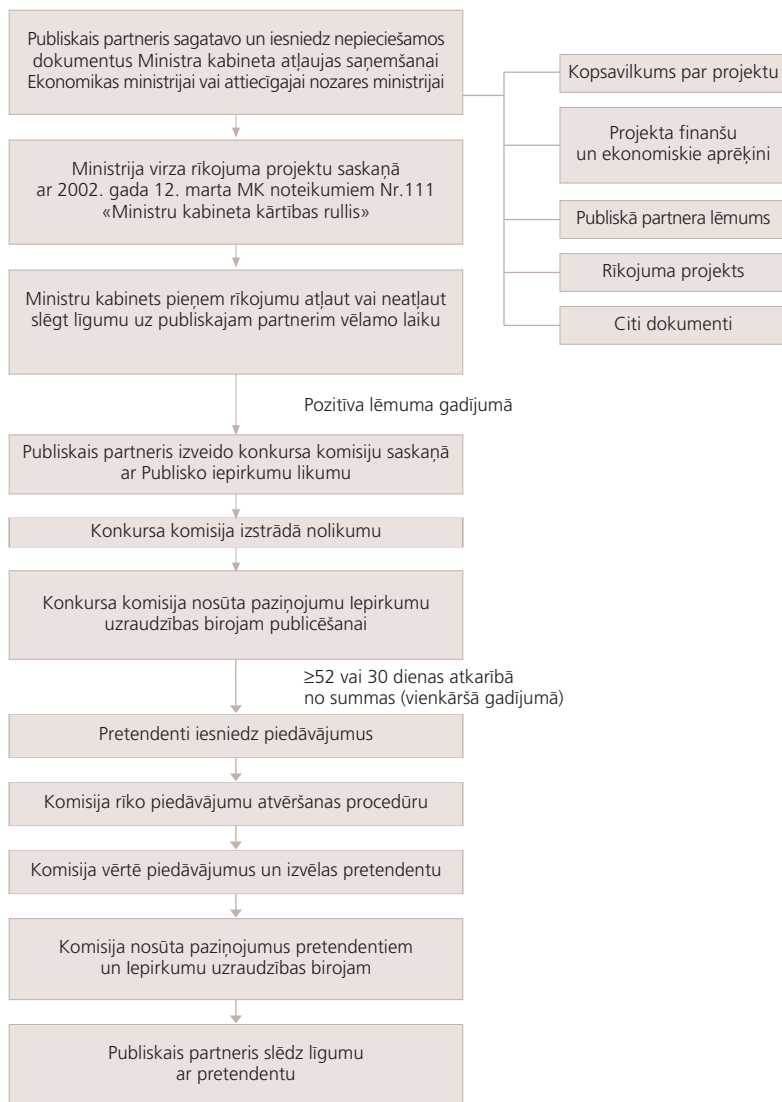 Publiskais partneris sagatavo un iesniedz nepieciešamos
dokumentus Ministra kabineta atļaujas saņemšanai
Ekonomikas ministrijai vai attiecīgajai nozares ministrijai
Kopsavilkums par projektu
Projekta finanšu
un ekonomiskie aprēķini
Publiskā partnera lēmums
Rīkojuma projekts
Citi dokumenti
Ministrija virza rīkojuma projektu saskaņā
ar 2002. gada 12. marta MK noteikumiem Nr.111
«Ministru kabineta kārtības rullis»
Ministru kabinets pieņem rīkojumu atļaut vai neatļaut
slēgt līgumu uz publiskajam partnerim vēlamo laiku
Pozitīva lēmuma gadījumā
Publiskais partneris izveido konkursa komisiju saskaņā
ar Publisko iepirkumu likumu
Konkursa komisija izstrādā nolikumu
Konkursa komisija nosūta paziņojumu Iepirkumu
uzraudzības birojam publicēšanai
≥52 vai 30 dienas atkarībā
no summas (vienkāršā gadījumā)
Pretendenti iesniedz piedāvājumus
Komisija rīko piedāvājumu atvēršanas procedūru
Komisija vērtē piedāvājumus un izvēlas pretendentu
Komisija nosūta paziņojumus pretendentiem
un Iepirkumu uzraudzības birojam
Publiskais partneris slēdz līgumu
ar pretendentu